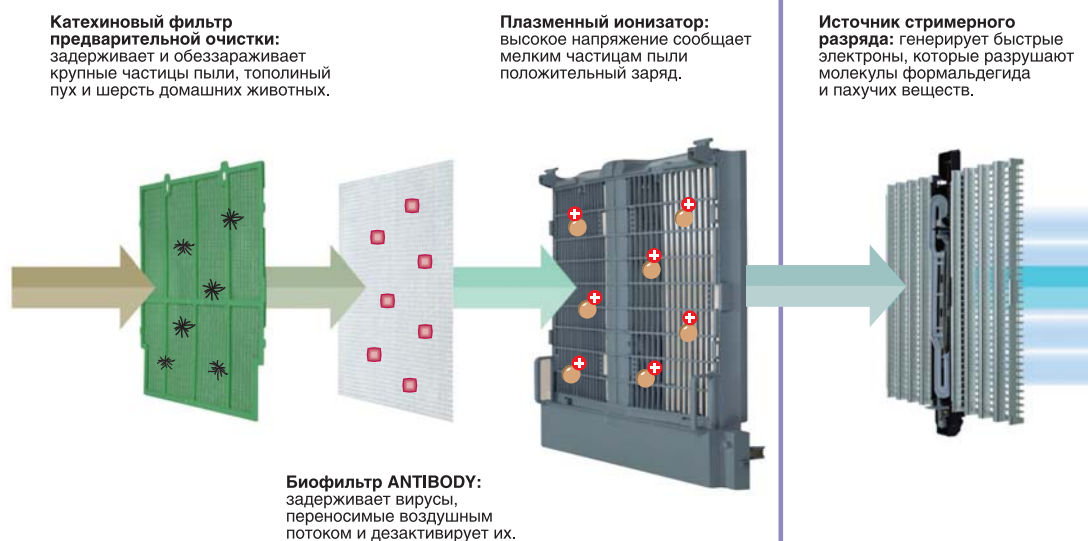 Катехиновый фильтр
предварительной очистки:
задерживает и обеззараживает
крупные частицы пыли, тополиный
пух и шерсть домашних животных.
Плазменный ионизатор:
высокое напряжение сообщает
мелким частицам пыли
положительный заряд.
Источник стримерного
разряда: генерирует быстрые
электроны, которые разрушают
молекулы формальдегида
и пахучих веществ.
Биофильтр ANTIBODY:
задерживает вирусы,
переносимые воздушным
потоком и дезактивирует их.